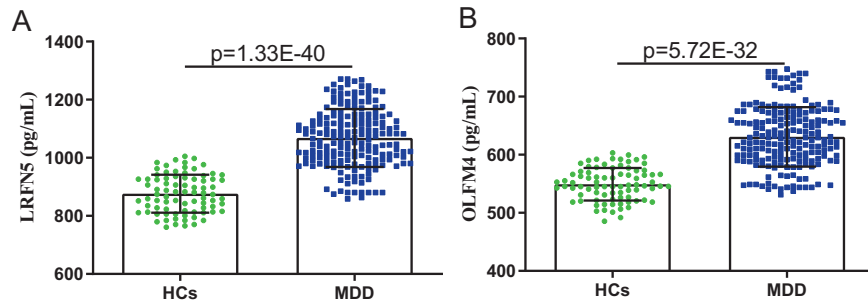 A
LRFN5 (pg/mL)
1400
1200
1000
800
600
p=1.33E-40
HCs
MDD
B
OLFM4 (pg/mL)
800
700
600
500
400
p=5.72E-32
HCs
MDD